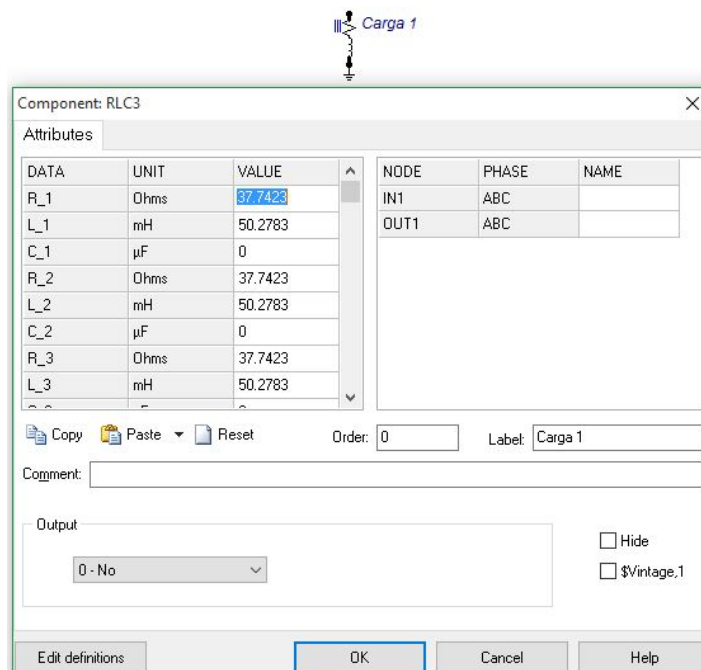 Carga 1
Component: RLC3
Attributes
DATA UNIT VALUE
R_1 Ohms 37.7423
L_1 mH 50.2783
C_1 µF 0
R_2 Ohms 37.7423
L_2 mH 50.2783
C_2 µF 0
R_3 Ohms 37.7423
L_3 mH 50.2783
NODE PHASE NAME
IN1 ABC
OUT1 ABC
Copy Paste Reset
Order: 0
Label: Carga 1
Comment:
Output
0 - No
Hide
$Vintage,1
Edit definitions
OK
Cancel
Help